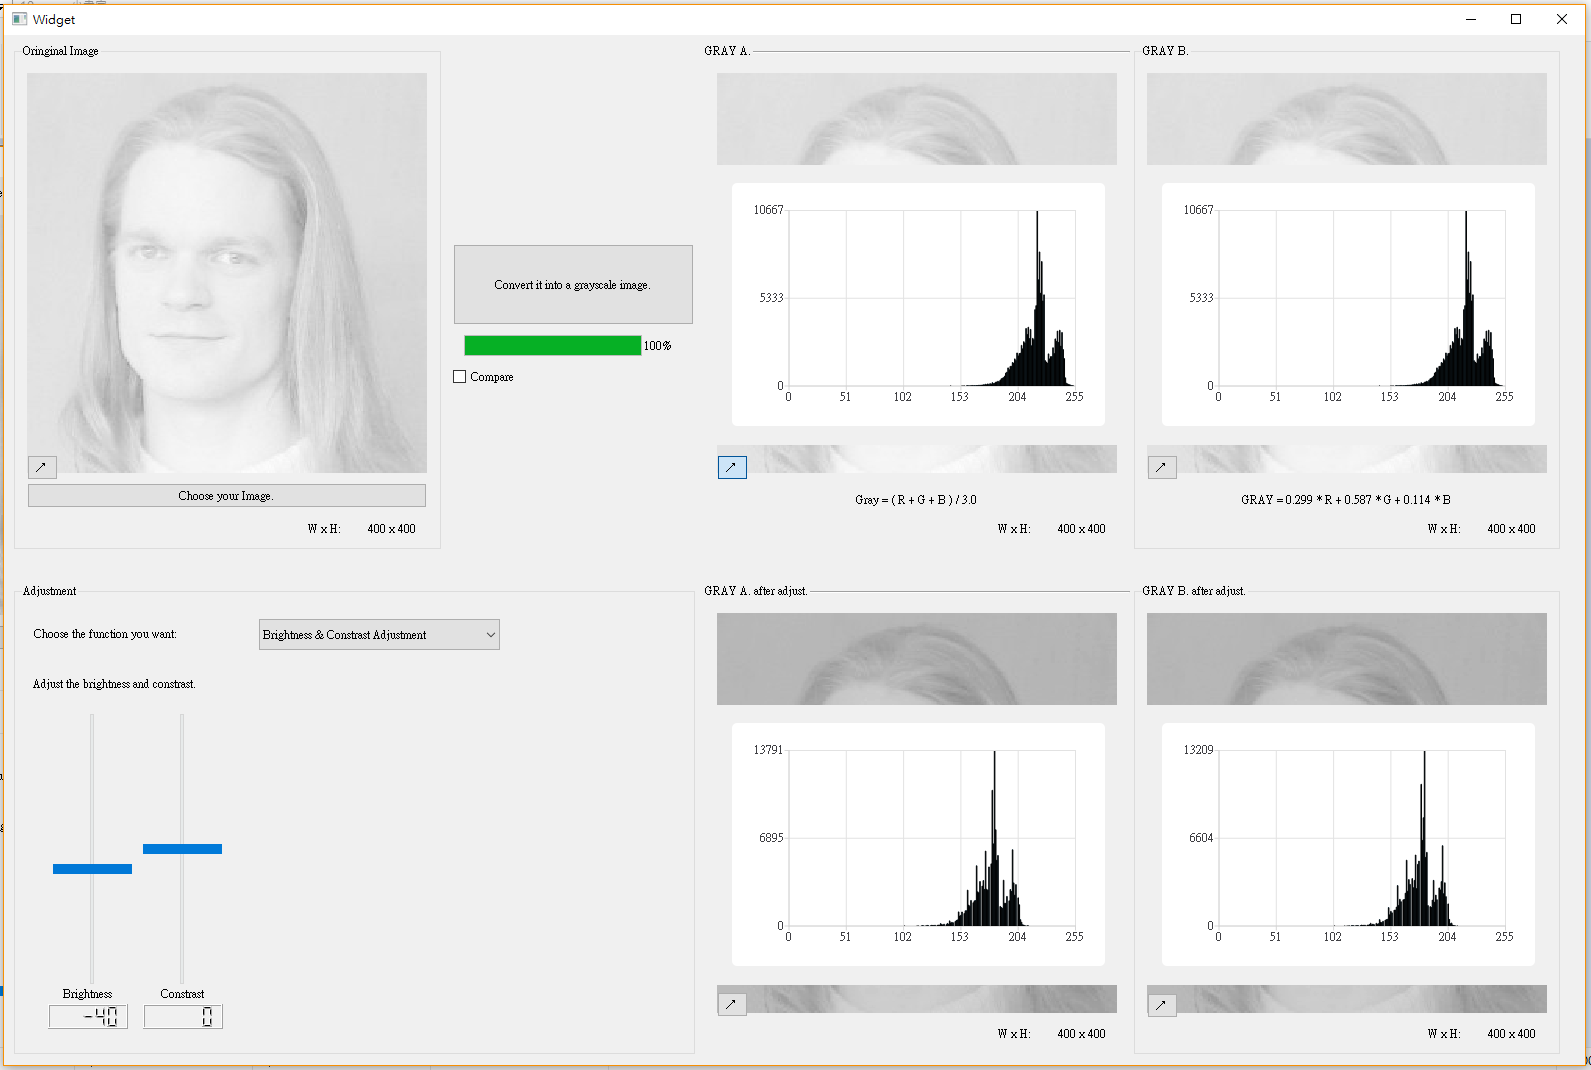 Widget
Oringinal Image
Choose your Image.
W x H: 400 x 400
Convert it into a grayscale image.
100%
Compare
GRAY A.
10667
5333
0
0 51 102 153 204 255
Gray = ( R + G + B ) / 3.0
W x H: 400 x 400
GRAY B.
10667
5333
0
0 51 102 153 204 255
GRAY = 0.299 * R + 0.587 * G + 0.114 * B
W x H: 400 x 400
Adjustment
Choose the function you want:
Brightness & Constrast Adjustment
Adjust the brightness and constrast.
Brightness Constrast
-40 0
GRAY A. after adjust.
13791
6895
0
0 51 102 153 204 255
W x H: 400 x 400
GRAY B. after adjust.
13209
6604
0
0 51 102 153 204 255
W x H: 400 x 400